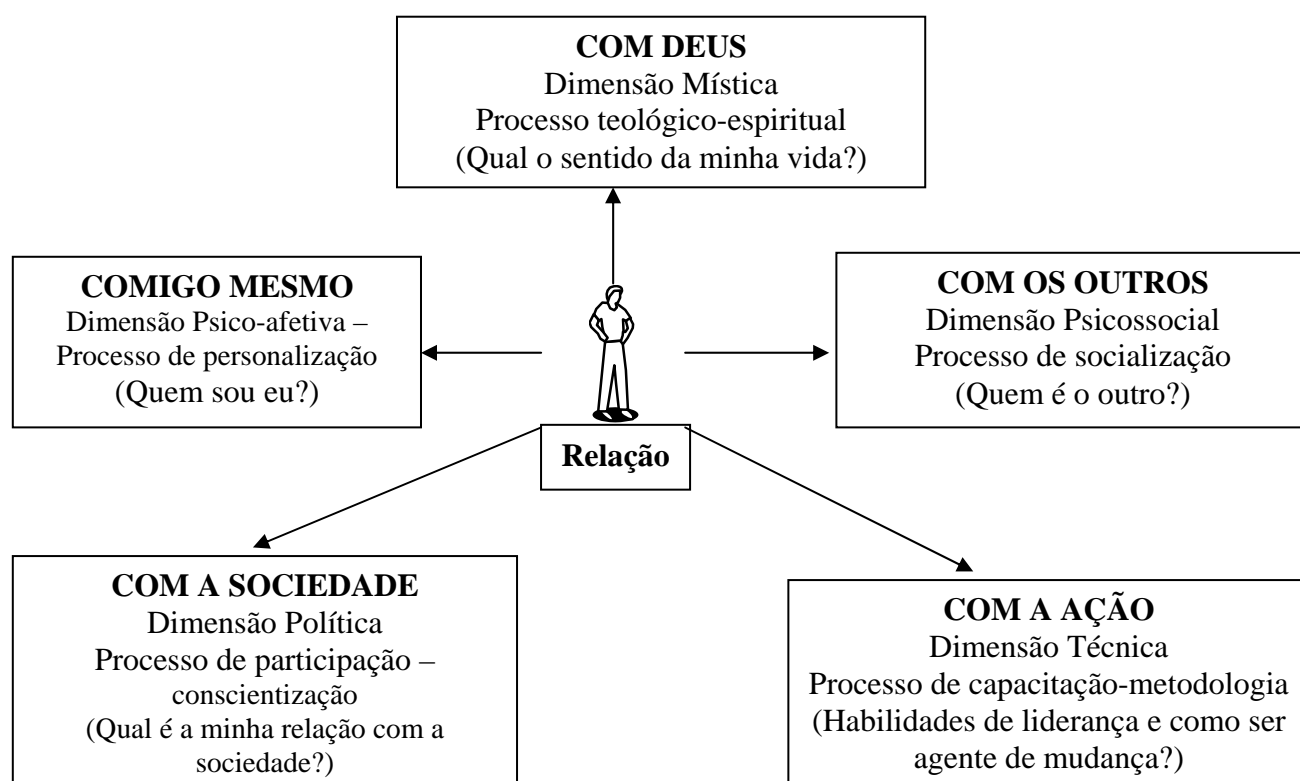 COM DEUS
Dimensão Mística
Processo teológico-espiritual
(Qual o sentido da minha vida?)
COMIGO MESMO
Dimensão Psico-afetiva –
Processo de personalização
(Quem sou eu?)
COM OS OUTROS
Dimensão Psicossocial
Processo de socialização
(Quem é o outro?)
Relação
COM A SOCIEDADE
Dimensão Política
Processo de participação –
conscientização
(Qual é a minha relação com a
sociedade?)
COM A AÇÃO
Dimensão Técnica
Processo de capacitação-metodologia
(Habilidades de liderança e como ser
agente de mudança?)